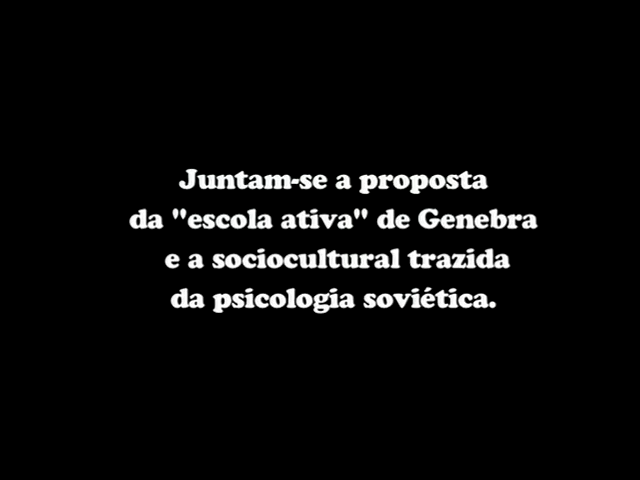 Juntam-se a proposta
da "escola ativa" de Genebra
e a sociocultural trazida
da psicologia soviética.